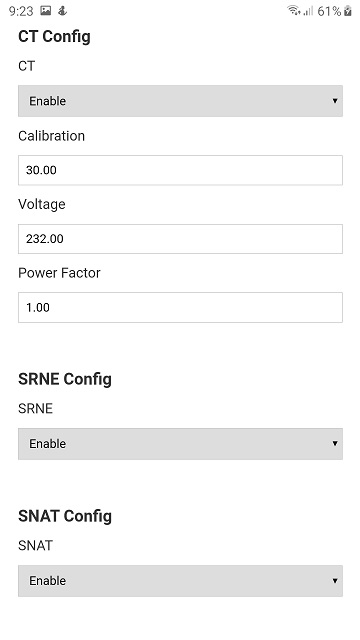 9:23 61%
CT Config
CT
Enable
Calibration
30.00
Voltage
232.00
Power Factor
1.00
SRNE Config
SRNE
Enable
SNAT Config
SNAT
Enable